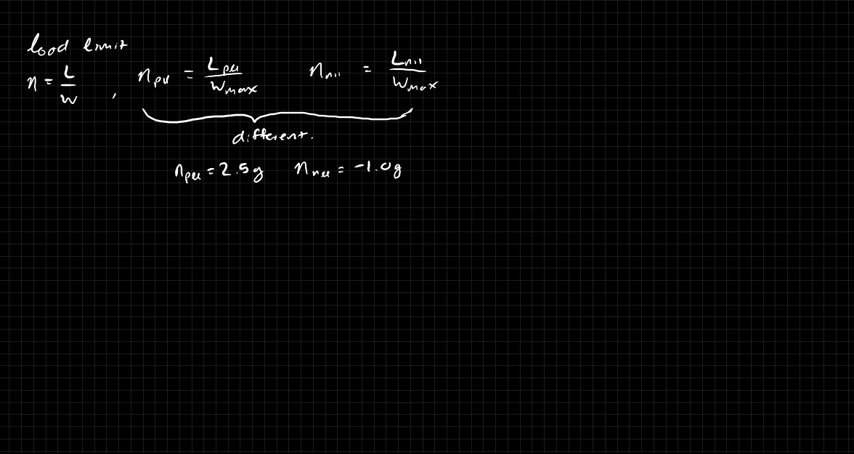 load limit
n = L/W , n_pll = L_pll/W_max n_nll = L_nll/W_max
different.
n_pll = 2.5g n_nll = -1.0g